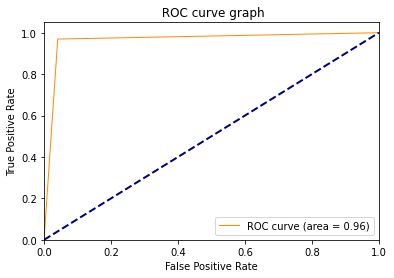 ROC curve graph
1.0
0.8
0.6
0.4
0.2
0.0
True Positive Rate
ROC curve (area = 0.96)
0.0 0.2 0.4 0.6 0.8 1.0
False Positive Rate